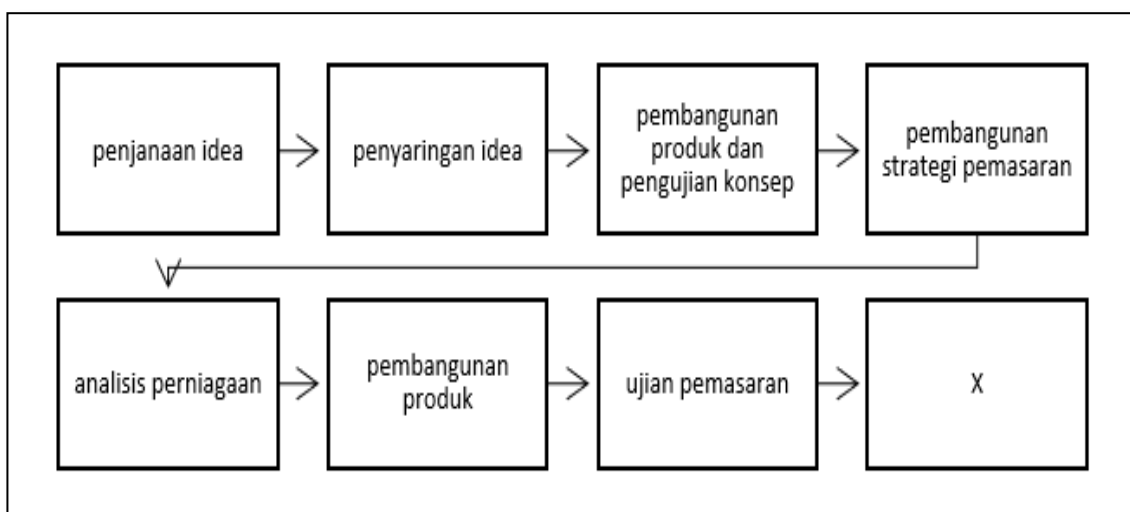 penjanaan idea
penyaringan idea
pembangunan
produk dan
pengujian konsep
pembangunan
strategi pemasaran
analisis perniagaan
pembangunan
produk
ujian pemasaran
X